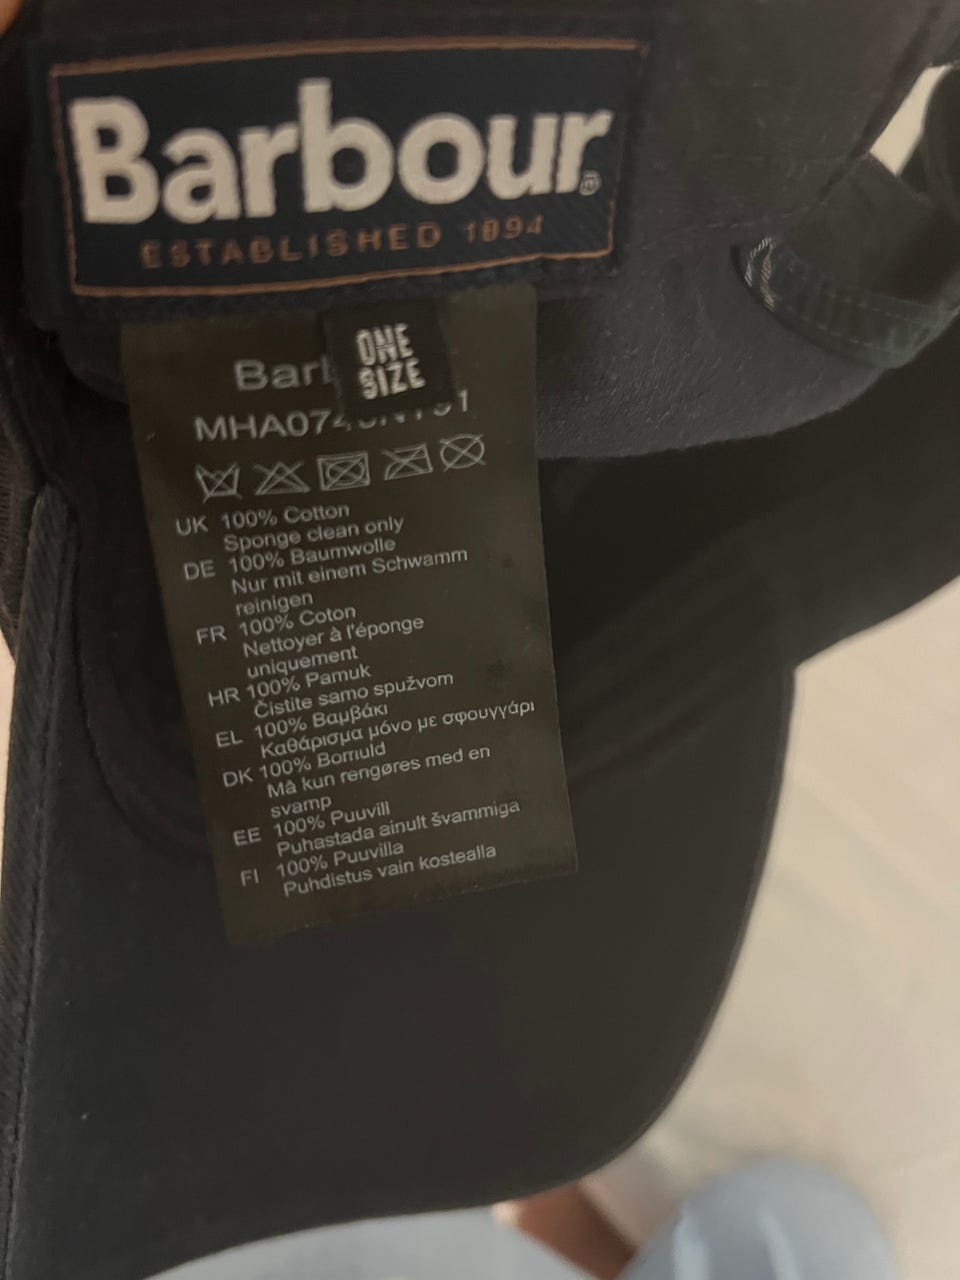 Barbour®
ESTABLISHED 1894
ONE
SIZE
UK 100% Cotton
Sponge clean only
DE 100% Baumwolle
Nur mit einem Schwamm
reinigen
FR 100% Coton
Nettoyer à l'éponge
uniquement
HR 100% Pamuk
Čistite samo spužvom
EL 100% Βαμβάκι
Καθάρισμα μόνο με σφουγγάρι
DK 100% Bomuld
Må kun rengøres med en
svamp
EE 100% Puuvill
Puhastada ainult švammiga
FI 100% Puuvilla
Puhdistus vain kostealla